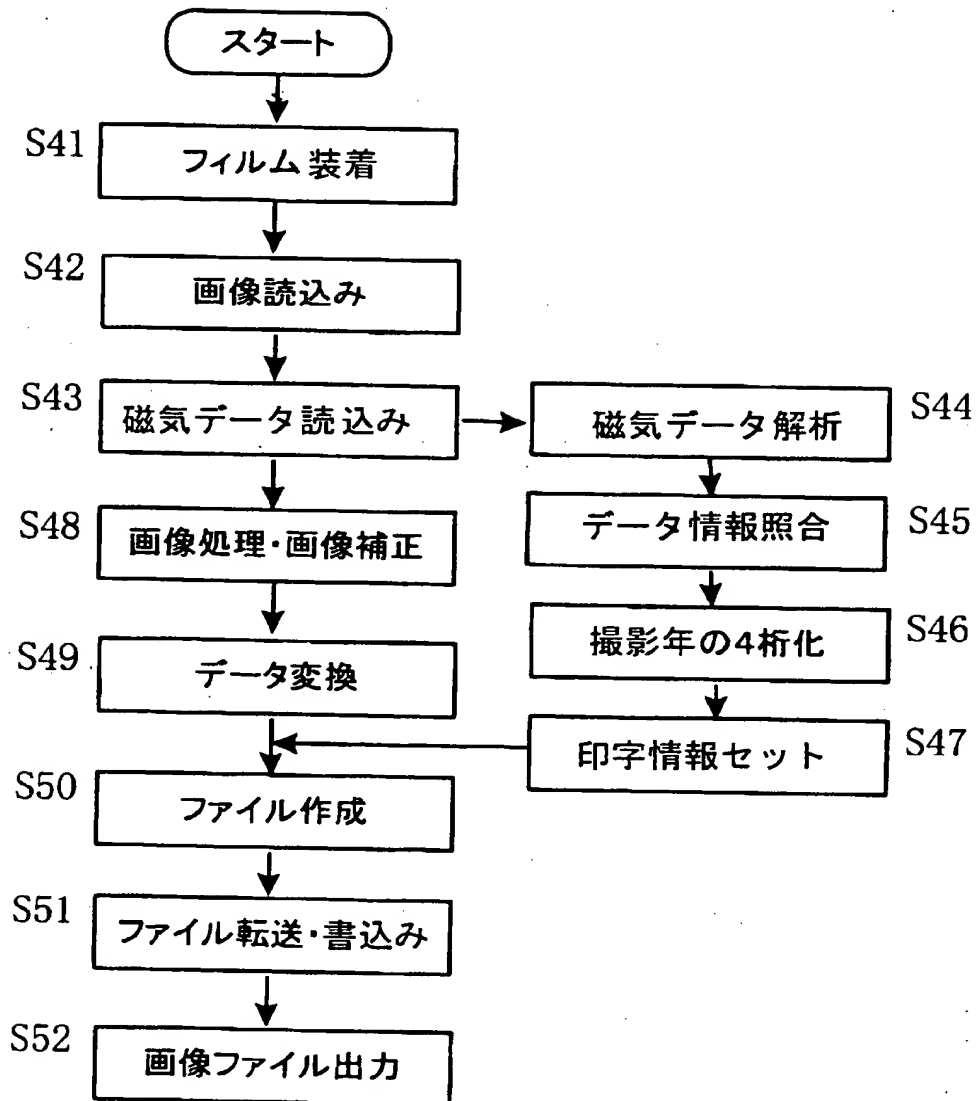 スタート
S41
フィルム装着
S42
画像読込み
S43
磁気データ読込み
磁気データ解析
S44
データ情報照合
S45
撮影年の4桁化
S46
印字情報セット
S47
S48
画像処理・画像補正
S49
データ変換
S50
ファイル作成
S51
ファイル転送・書込み
S52
画像ファイル出力